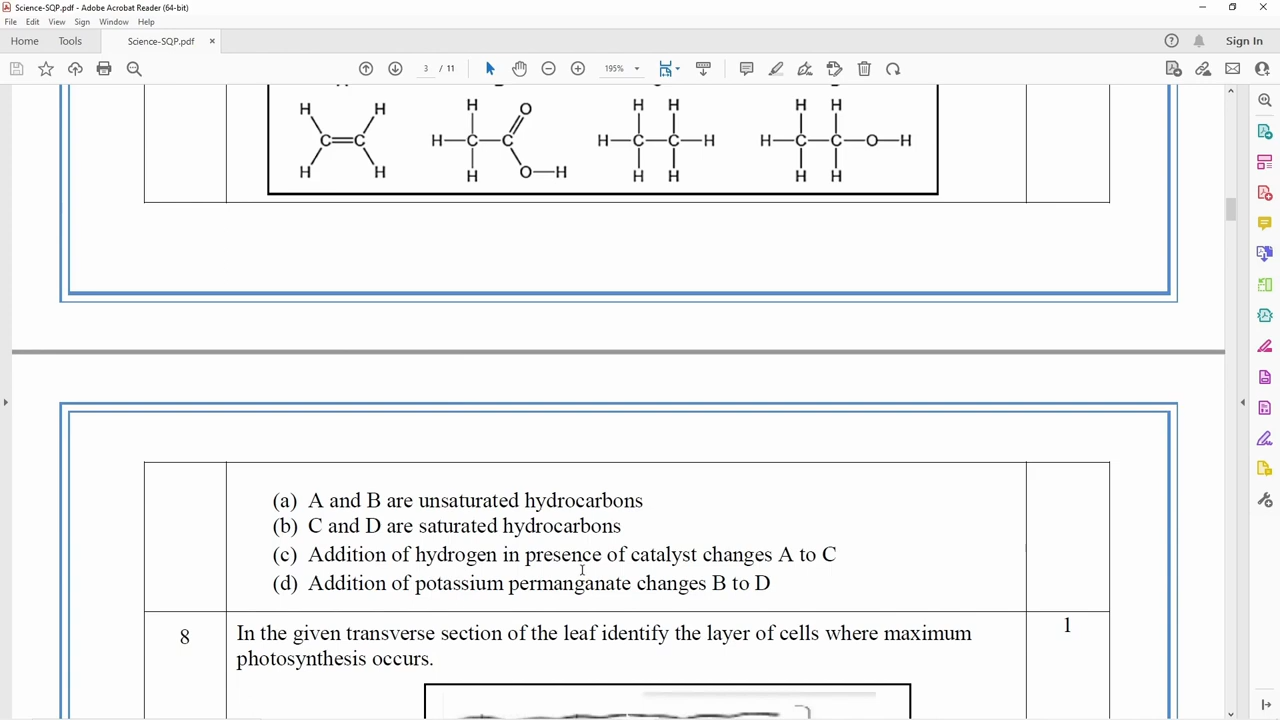 Science-SQP.pdf - Adobe Acrobat Reader (64-bit)
File Edit View Sign Window Help
Home Tools Science-SQP.pdf × Sign In
3 / 11 195%
H H H O H H H H
C=C H—C—C H—C—C—H H—C—C—O—H
H H H O—H H H H H
(a) A and B are unsaturated hydrocarbons
(b) C and D are saturated hydrocarbons
(c) Addition of hydrogen in presence of catalyst changes A to C
(d) Addition of potassium permanganate changes B to D
8 In the given transverse section of the leaf identify the layer of cells where maximum 1
photosynthesis occurs.